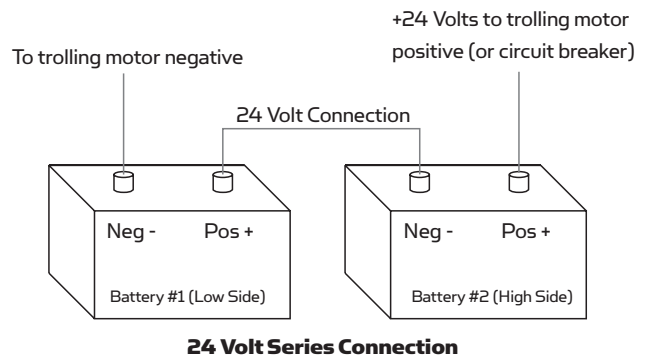 +24 Volts to trolling motor
positive (or circuit breaker)
To trolling motor negative
24 Volt Connection
Neg - Pos +
Neg - Pos +
Battery #1 (Low Side)
Battery #2 (High Side)
24 Volt Series Connection